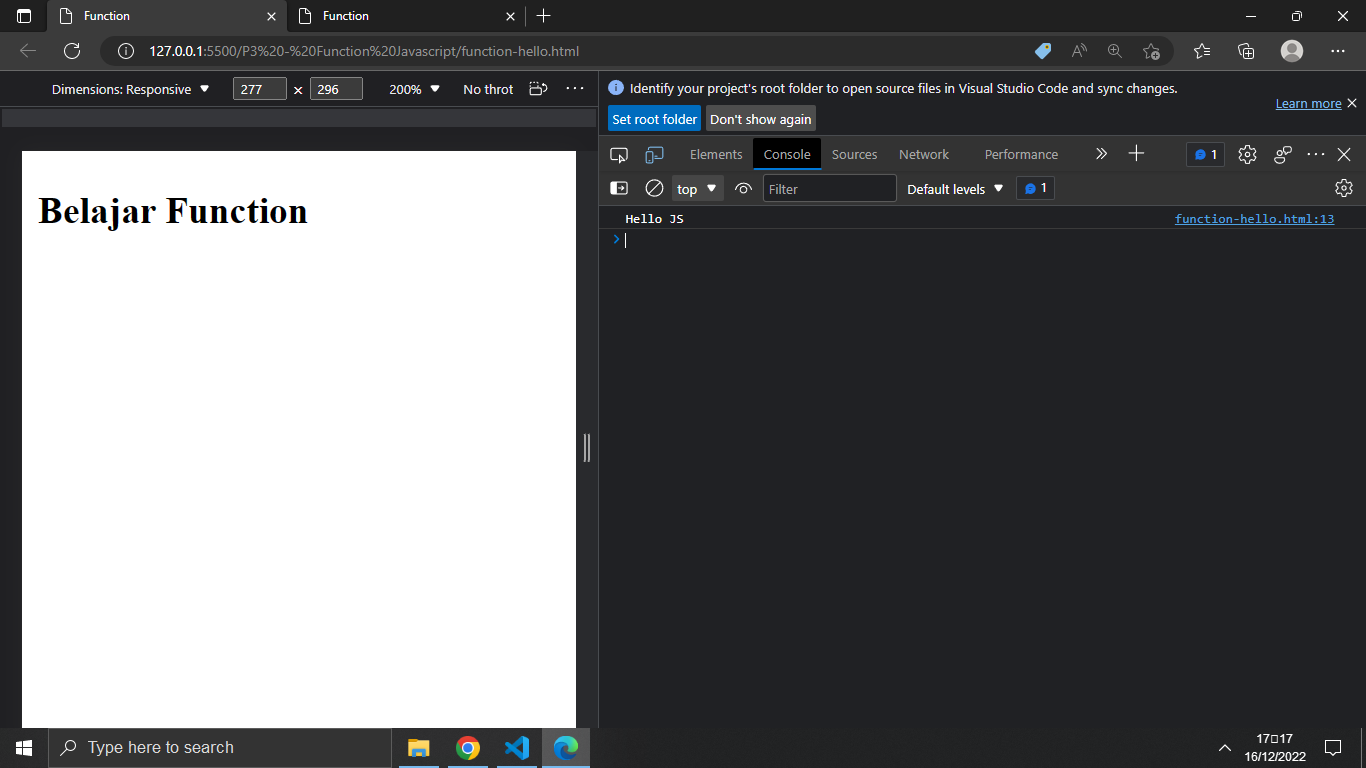 Function
Function
127.0.0.1:5500/P3%20-%20Function%20Javascript/function-hello.html
Dimensions: Responsive 277 x 296 200% No throt
Identify your project's root folder to open source files in Visual Studio Code and sync changes.
Learn more
Set root folder Don't show again
Elements Console Sources Network Performance 1
top Filter Default levels 1
Belajar Function
Hello JS function-hello.html:13
Type here to search
17▯17
16/12/2022